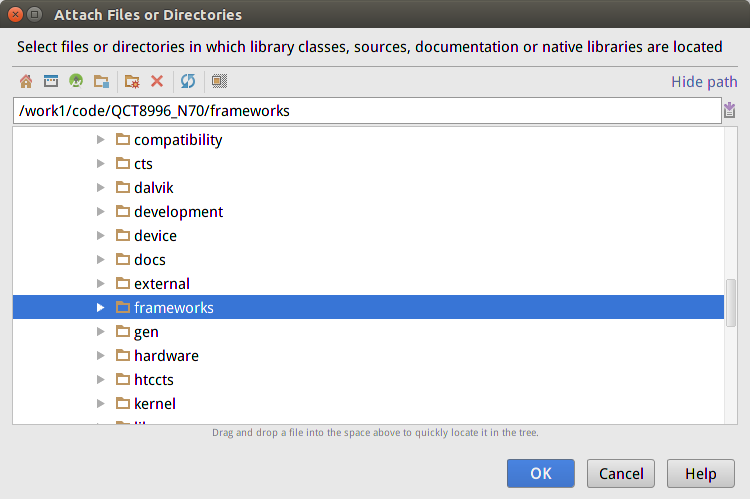 Attach Files or Directories
Select files or directories in which library classes, sources, documentation or native libraries are located
Hide path
/work1/code/QCT8996_N70/frameworks
compatibility
cts
dalvik
development
device
docs
external
frameworks
gen
hardware
htccts
kernel
Drag and drop a file into the space above to quickly locate it in the tree.
OK
Cancel
Help